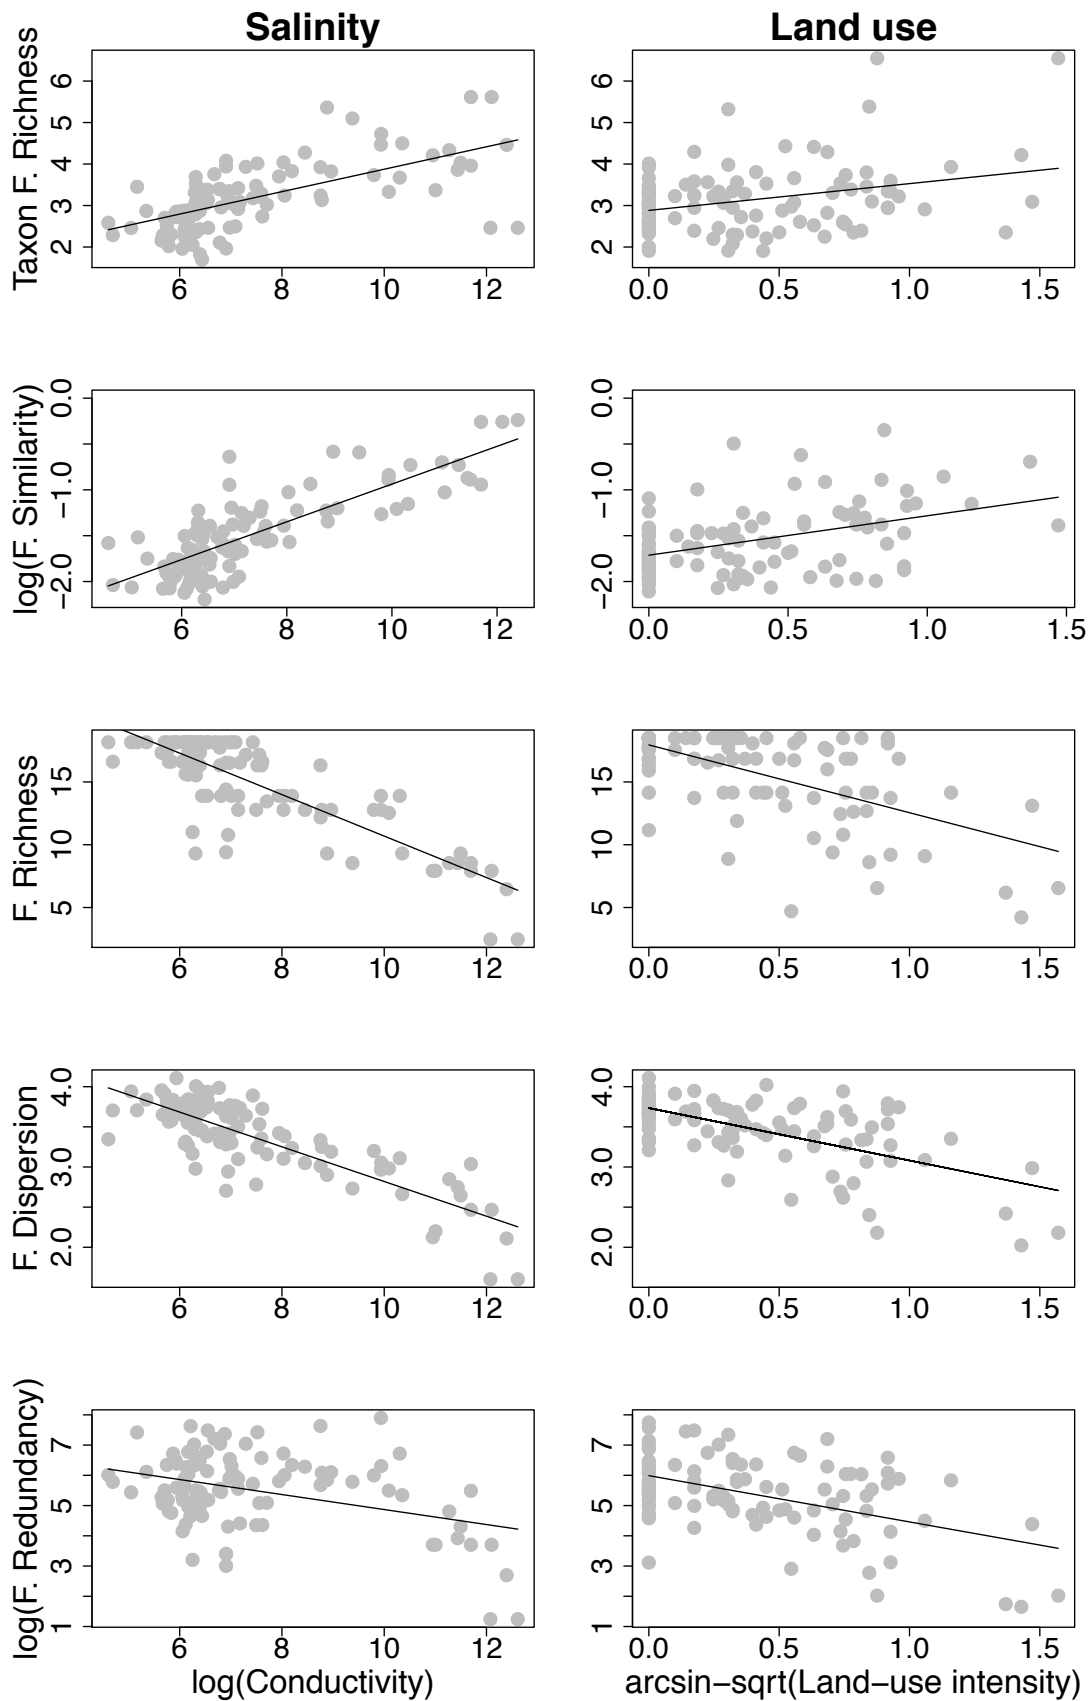 Salinity Land use
Taxon F. Richness
6
5
4
3
2
6 8 10 12
6
5
4
3
2
0.0 0.5 1.0 1.5
log(F. Similarity)
0.0
−1.0
−2.0
6 8 10 12
0.0
−1.0
−2.0
0.0 0.5 1.0 1.5
F. Richness
15
10
5
6 8 10 12
15
10
5
0.0 0.5 1.0 1.5
F. Dispersion
4.0
3.0
2.0
6 8 10 12
4.0
3.0
2.0
0.0 0.5 1.0 1.5
log(F. Redundancy)
7
5
3
1
6 8 10 12
log(Conductivity)
7
5
3
1
0.0 0.5 1.0 1.5
arcsin−sqrt(Land−use intensity)